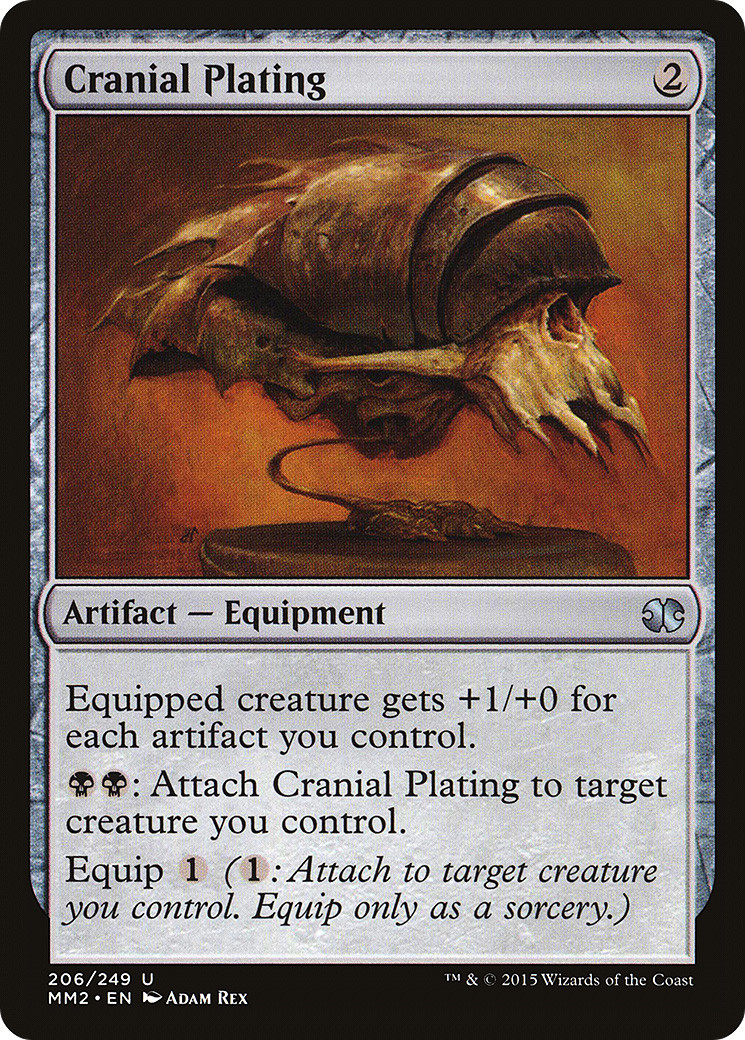 Cranial Plating
2
Artifact — Equipment
Equipped creature gets +1/+0 for
each artifact you control.
: Attach Cranial Plating to target
creature you control.
Equip 1 (1: Attach to target creature
you control. Equip only as a sorcery.)
206/249 U
™ & © 2015 Wizards of the Coast
MM2 • EN Adam Rex